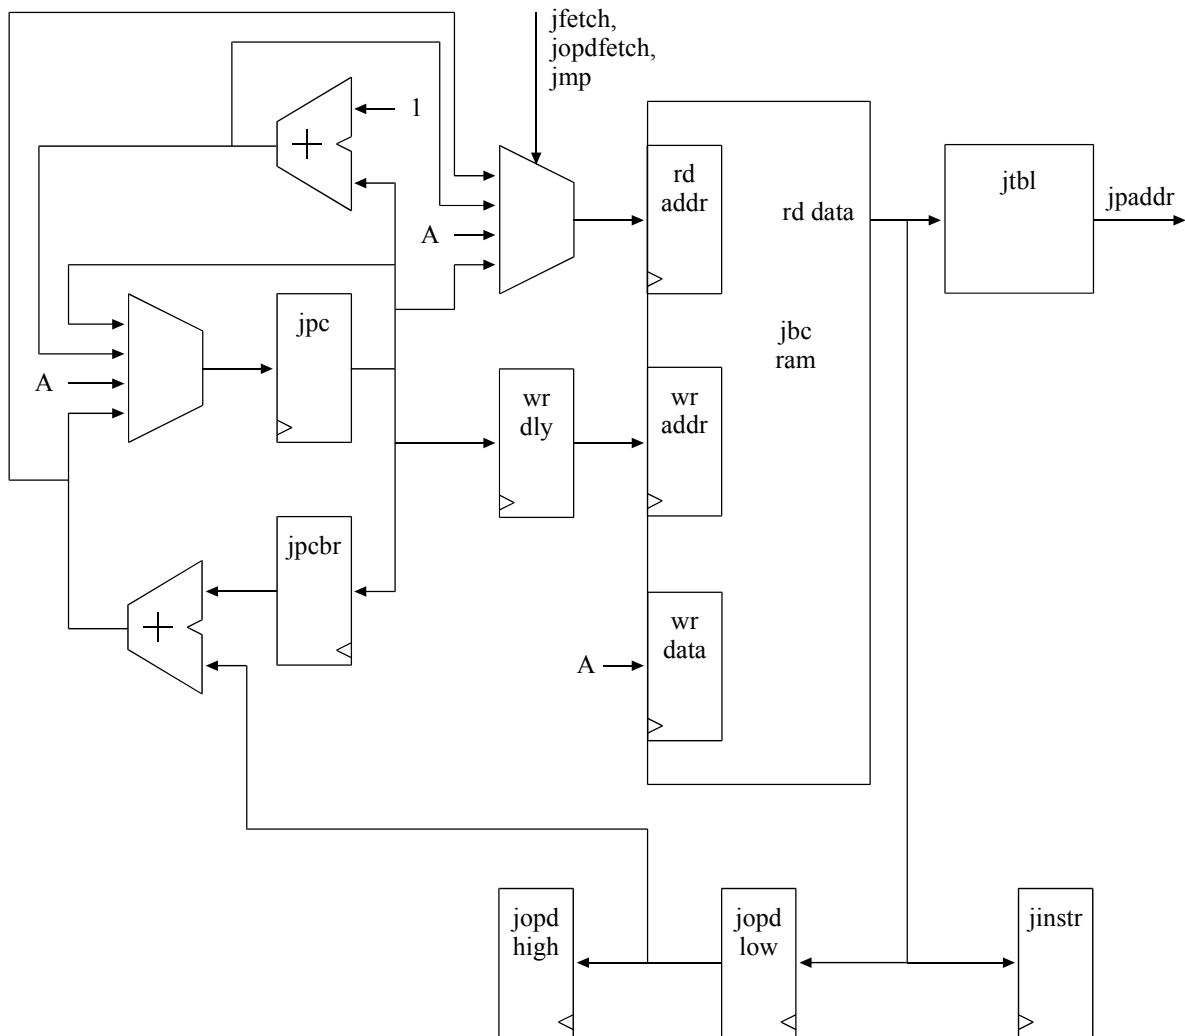 jfetch,
jopdfetch,
jmp
1
+
rd
addr
rd data
jtbl
jpaddr
A
jpc
jbc
ram
A
wr
dly
wr
addr
jpcbr
+
wr
data
A
jopd
high
jopd
low
jinstr